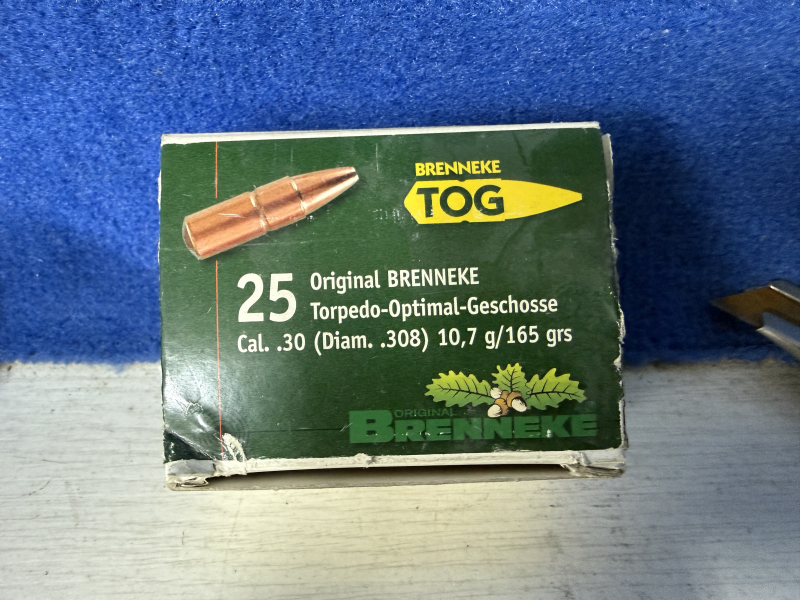 BRENNEKE
TOG
25 Original BRENNEKE
Torpedo-Optimal-Geschosse
Cal. .30 (Diam. .308) 10,7 g/165 grs
ORIGINAL
BRENNEKE